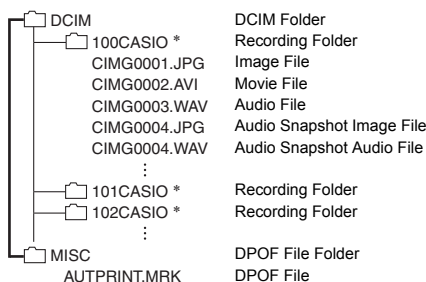 DCIM DCIM Folder
100CASIO * Recording Folder
CIMG0001.JPG Image File
CIMG0002.AVI Movie File
CIMG0003.WAV Audio File
CIMG0004.JPG Audio Snapshot Image File
CIMG0004.WAV Audio Snapshot Audio File
⋮
101CASIO * Recording Folder
102CASIO * Recording Folder
⋮
MISC DPOF File Folder
AUTPRINT.MRK DPOF File